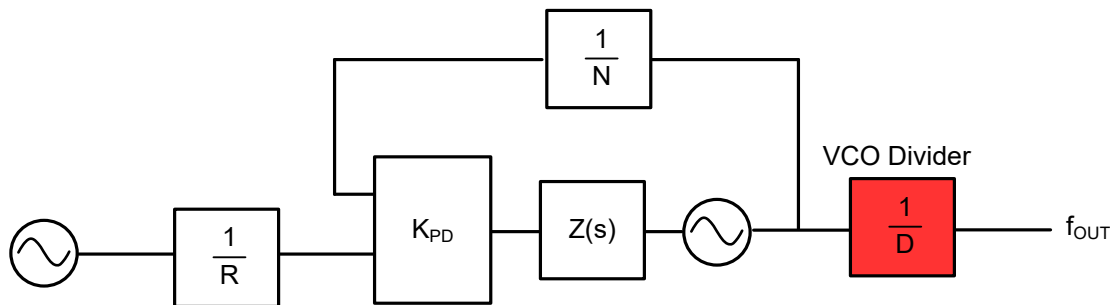 1
N
VCO Divider
1
R
K_PD
Z(s)
1
D
f_OUT